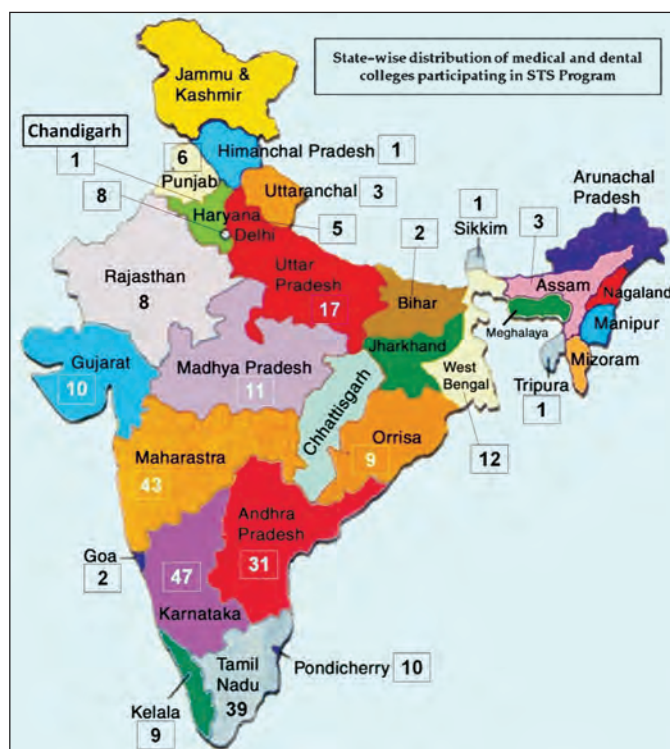 State-wise distribution of medical and dental
colleges participating in STS Program
Jammu &
Kashmir
Chandigarh
1
6
Punjab
Himanchal Pradesh 1
Uttaranchal 3
8
Haryana
Delhi
5
Arunachal
Pradesh
1
Sikkim
3
2
Rajasthan
8
Uttar
Pradesh
17
Bihar
Assam
Nagaland
Meghalaya
Manipur
Gujarat
10
Madhya Pradesh
11
Jharkhand
West
Bengal
Mizoram
Tripura
1
Chhattisgarh
12
Maharastra
43
Orrisa
9
Andhra
Pradesh
31
Goa
2
47
Karnataka
Tamil
Nadu
39
Pondicherry 10
Kelala
9